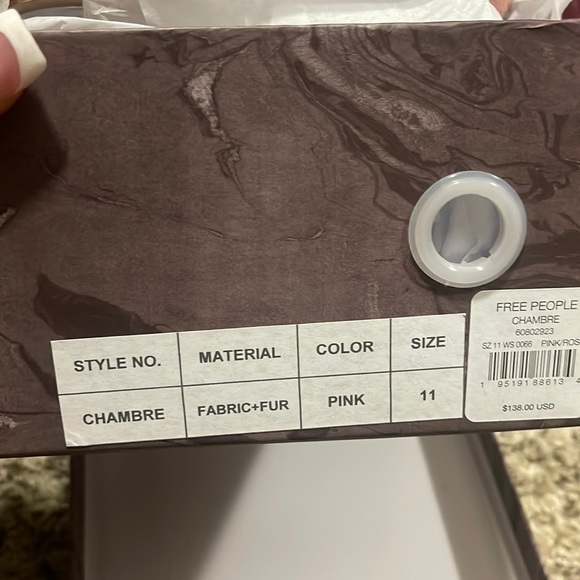 STYLE NO. MATERIAL COLOR SIZE
CHAMBRE FABRIC+FUR PINK 11
FREE PEOPLE
CHAMBRE
60802923
SZ 11 WS 0066 PINK/ROS
1 95191 88613 4
$138.00 USD